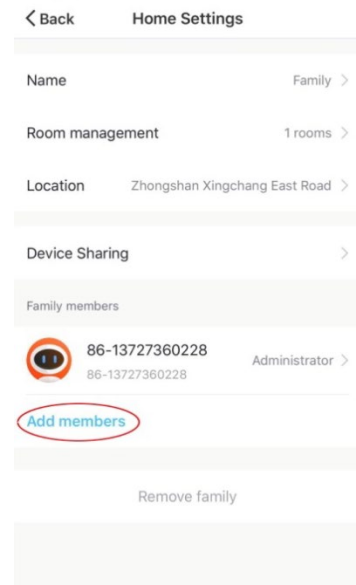 Back Home Settings
Name Family
Room management 1 rooms
Location Zhongshan Xingchang East Road
Device Sharing
Family members
86-13727360228
86-13727360228 Administrator
Add members
Remove family